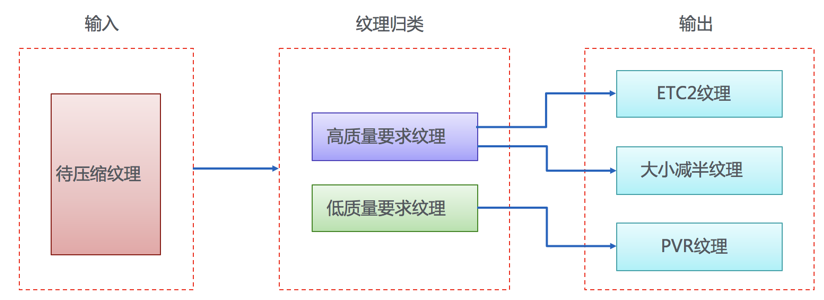 输入
纹理归类
输出
待压缩纹理
高质量要求纹理
低质量要求纹理
ETC2纹理
大小减半纹理
PVR纹理